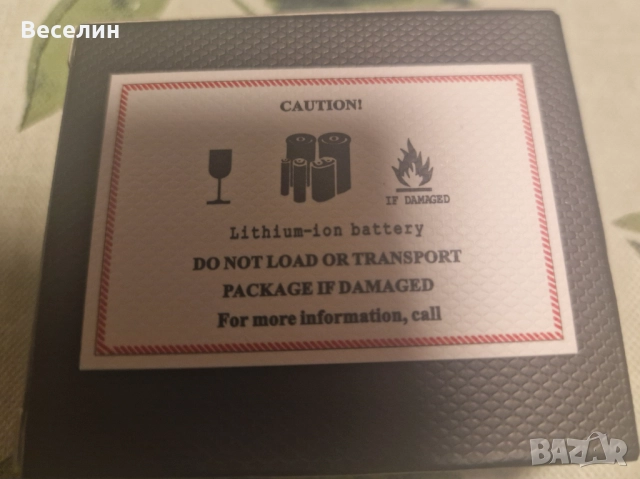 Веселин
CAUTION!
IF DAMAGED
Lithium-ion battery
DO NOT LOAD OR TRANSPORT
PACKAGE IF DAMAGED
For more information, call
BAZAR